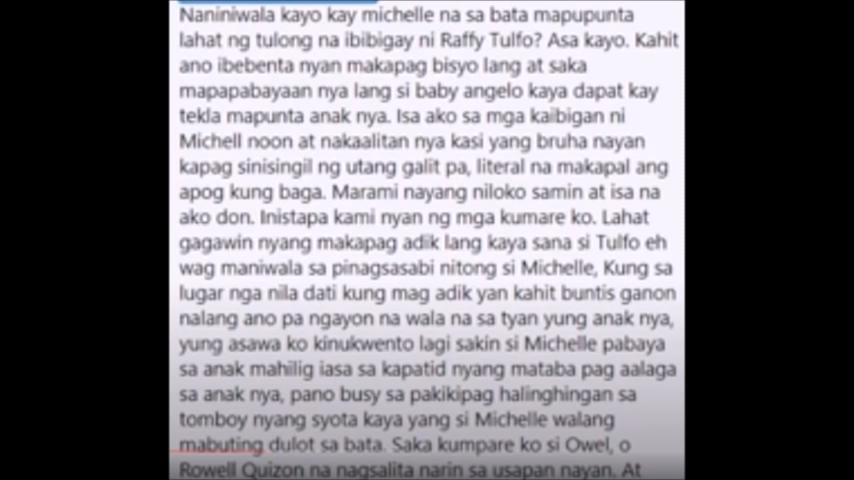 Naniniwala kayo kay michelle na sa bata mapupunta
lahat ng tulong na ibibigay ni Raffy Tulfo? Asa kayo. Kahit
ano ibebenta nyan makapag bisyo lang at saka
mapapabayaan nya lang si baby angelo kaya dapat kay
tekla mapunta anak nya. Isa ako sa mga kaibigan ni
Michell noon at nakaalitan nya kasi yang bruha nayan
kapag sinisingil ng utang galit pa, literal na makapal ang
apog kung baga. Marami nayang niloko samin at isa na
ako don. Inistapa kami nyan ng mga kumare ko. Lahat
gagawin nyang makapag adik lang kaya sana si Tulfo eh
wag maniwala sa pinagsasabi nitong si Michelle, Kung sa
lugar nga nila dati kung mag adik yan kahit buntis ganon
nalang ano pa ngayon na wala na sa tyan yung anak nya,
yung asawa ko kinukwento lagi sakin si Michelle pabaya
sa anak mahilig iasa sa kapatid nyang mataba pag aalaga
sa anak nya, pano busy sa pakikipag halinghingan sa
tomboy nyang syota kaya yang si Michelle walang
mabuting dulot sa bata. Saka kumpare ko si Owel, o
Rowell Quizon na nagsalita narin sa usapan nayan. At